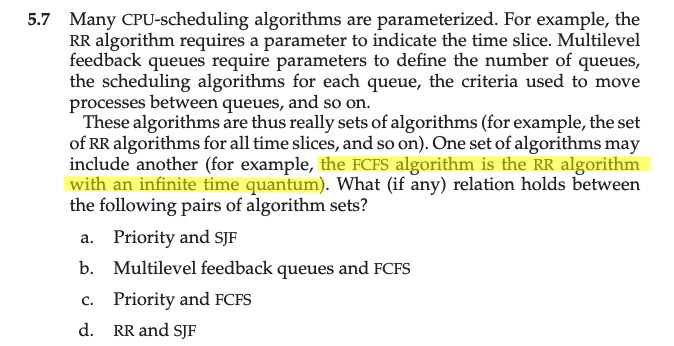 5.7 Many CPU-scheduling algorithms are parameterized. For example, the
RR algorithm requires a parameter to indicate the time slice. Multilevel
feedback queues require parameters to define the number of queues,
the scheduling algorithms for each queue, the criteria used to move
processes between queues, and so on.
These algorithms are thus really sets of algorithms (for example, the set
of RR algorithms for all time slices, and so on). One set of algorithms may
include another (for example, the FCFS algorithm is the RR algorithm
with an infinite time quantum). What (if any) relation holds between
the following pairs of algorithm sets?
a. Priority and SJF
b. Multilevel feedback queues and FCFS
c. Priority and FCFS
d. RR and SJF